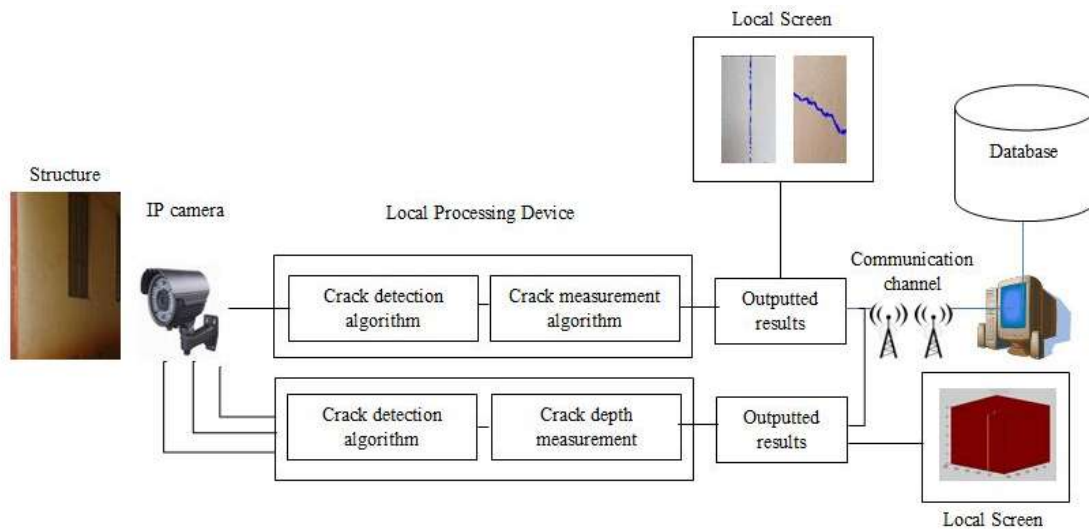 Local Screen
Database
Structure
IP camera
Local Processing Device
Communication
channel
Crack detection
algorithm
Crack measurement
algorithm
Outputted
results
Crack detection
algorithm
Crack depth
measurement
Outputted
results
Local Screen